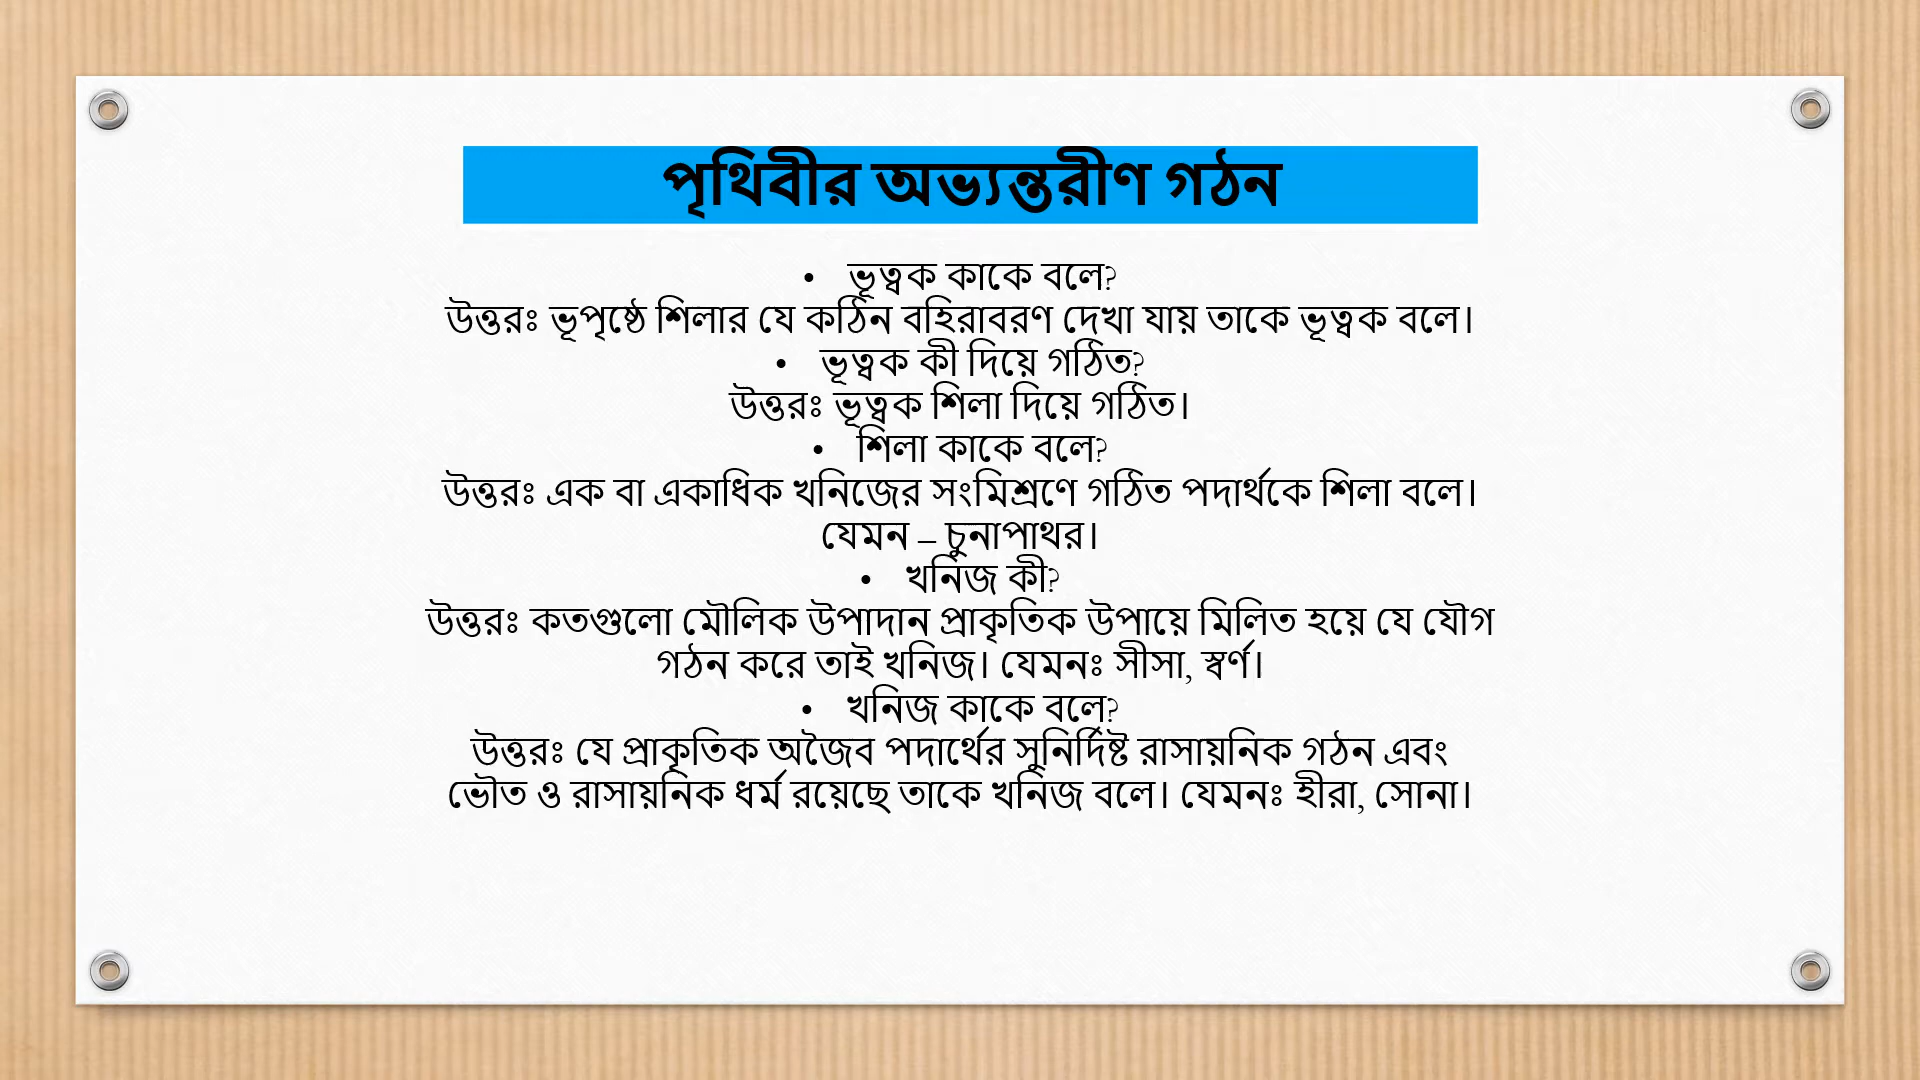 পৃথিবীর অভ্যন্তরীণ গঠন
• ভূত্বক কাকে বলে?
উত্তরঃ ভূপৃষ্ঠে শিলার যে কঠিন বহিরাবরণ দেখা যায় তাকে ভূত্বক বলে।
• ভূত্বক কী দিয়ে গঠিত?
উত্তরঃ ভূত্বক শিলা দিয়ে গঠিত।
• শিলা কাকে বলে?
উত্তরঃ এক বা একাধিক খনিজের সংমিশ্রণে গঠিত পদার্থকে শিলা বলে।
যেমন – চুনাপাথর।
• খনিজ কী?
উত্তরঃ কতগুলো মৌলিক উপাদান প্রাকৃতিক উপায়ে মিলিত হয়ে যে যৌগ
গঠন করে তাই খনিজ। যেমনঃ সীসা, স্বর্ণ।
• খনিজ কাকে বলে?
উত্তরঃ যে প্রাকৃতিক অজৈব পদার্থের সুনির্দিষ্ট রাসায়নিক গঠন এবং
ভৌত ও রাসায়নিক ধর্ম রয়েছে তাকে খনিজ বলে। যেমনঃ হীরা, সোনা।